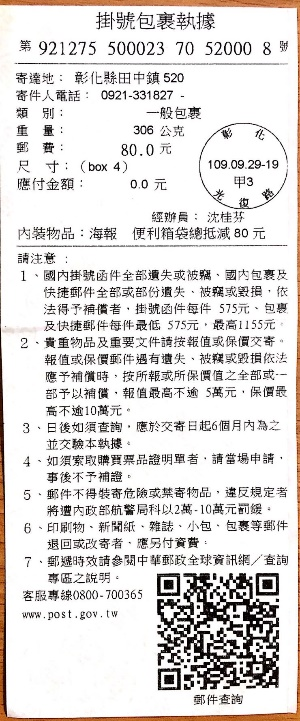 掛號包裹執據
第 921275 500023 70 52000 8 號
寄達地： 彰化縣田中鎮 520
寄件人電話： 0921-331827 -
類 別： 一般包裹
重 量： 306 公克
郵 費： 80.0 元
尺 寸：（box 4）
應付金額： 0.0 元
彰化
109.09.29-19
甲3
光復路
經辦員： 沈桂芬
內裝物品：海報 便利箱袋總抵減 80 元
請注意：
1、國內掛號函件全部遺失或被竊、國內包裹及
快捷郵件全部或部份遺失、被竊或毀損，依
法得予補償者，掛號函件每件 575元、包裹
及快捷郵件每件最低 575元，最高1155元。
2、貴重物品及重要文件請按報值或保價交寄。
報值或保價郵件遇有遺失、被竊或毀損依法
應予補償時，按所報或所保價值之全部或一
部予以補償，報值最高不逾 5萬元，保價最
高不逾10萬元。
3、日後如須查詢，應於交寄日起6個月內為之
並交驗本執據。
4、如須索取購買票品證明單者，請當場申請，
事後不予補證。
5、郵件不得裝寄危險或禁寄物品，違反規定者
將遭內政部航警局科以2萬-10萬元罰鍰。
6、印刷物、新聞紙、雜誌、小包、包裹等郵件
退回或改寄者，應另付資費。
7、郵遞時效請參閱中華郵政全球資訊網／查詢
專區之說明。
客服專線0800-700365
www.post.gov.tw
郵件查詢